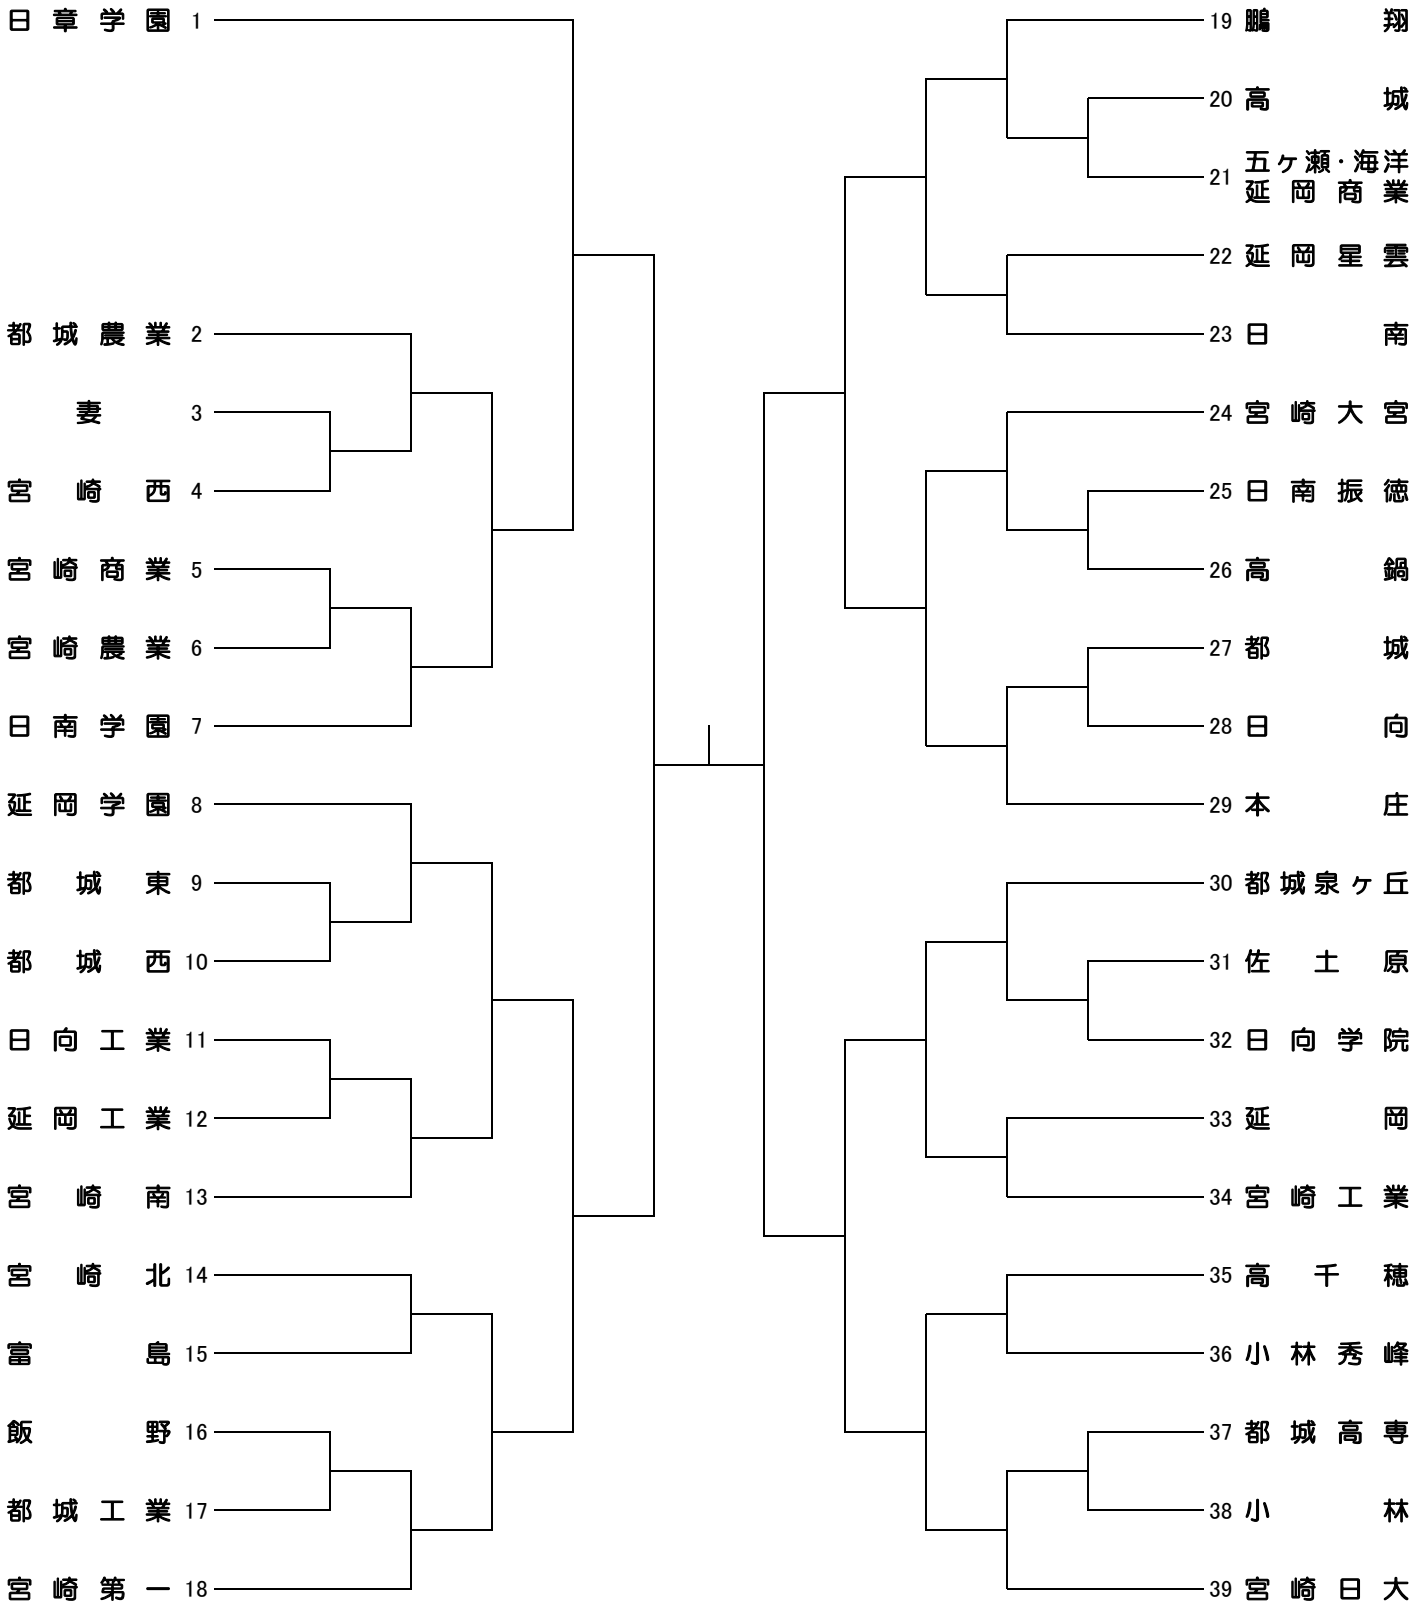 日章学園 1
都城農業 2
妻 3
宮崎西 4
宮崎商業 5
宮崎農業 6
日南学園 7
延岡学園 8
都城東 9
都城西 10
日向工業 11
延岡工業 12
宮崎南 13
宮崎北 14
富島 15
飯野 16
都城工業 17
宮崎第一 18
19 鵬翔
20 高城
21 五ヶ瀬・海洋
延岡商業
22 延岡星雲
23 日南
24 宮崎大宮
25 日南振徳
26 高鍋
27 都城
28 日向
29 本庄
30 都城泉ヶ丘
31 佐土原
32 日向学院
33 延岡
34 宮崎工業
35 高千穂
36 小林秀峰
37 都城高専
38 小林
39 宮崎日大